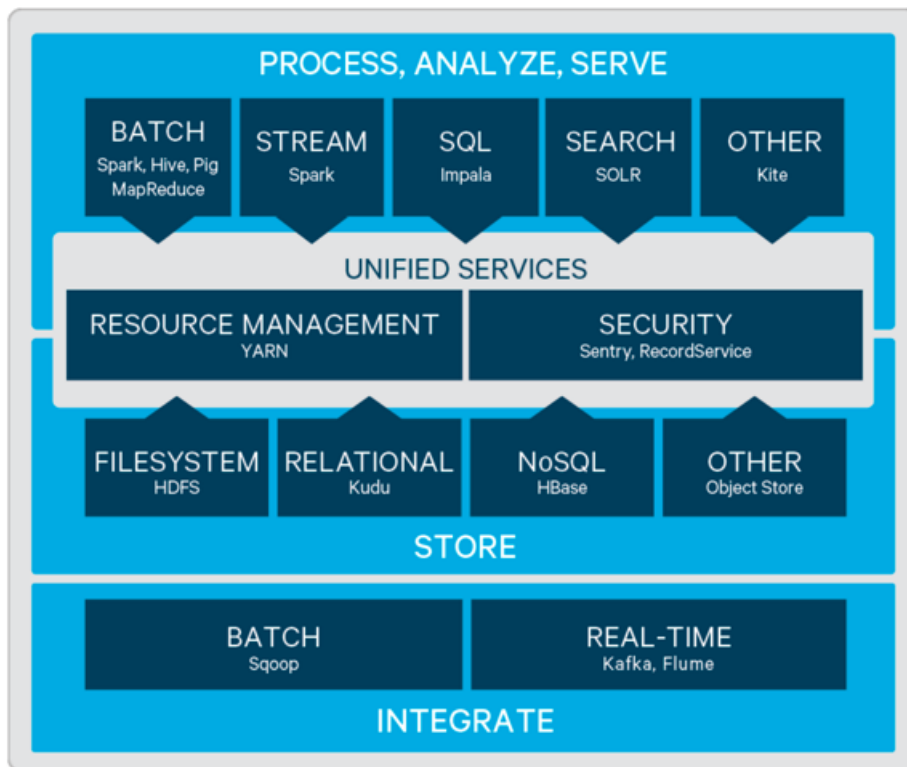 PROCESS, ANALYZE, SERVE
BATCH
Spark, Hive, Pig
MapReduce
STREAM
Spark
SQL
Impala
SEARCH
SOLR
OTHER
Kite
UNIFIED SERVICES
RESOURCE MANAGEMENT
YARN
SECURITY
Sentry, RecordService
FILESYSTEM
HDFS
RELATIONAL
Kudu
NoSQL
HBase
OTHER
Object Store
STORE
BATCH
Sqoop
REAL-TIME
Kafka, Flume
INTEGRATE